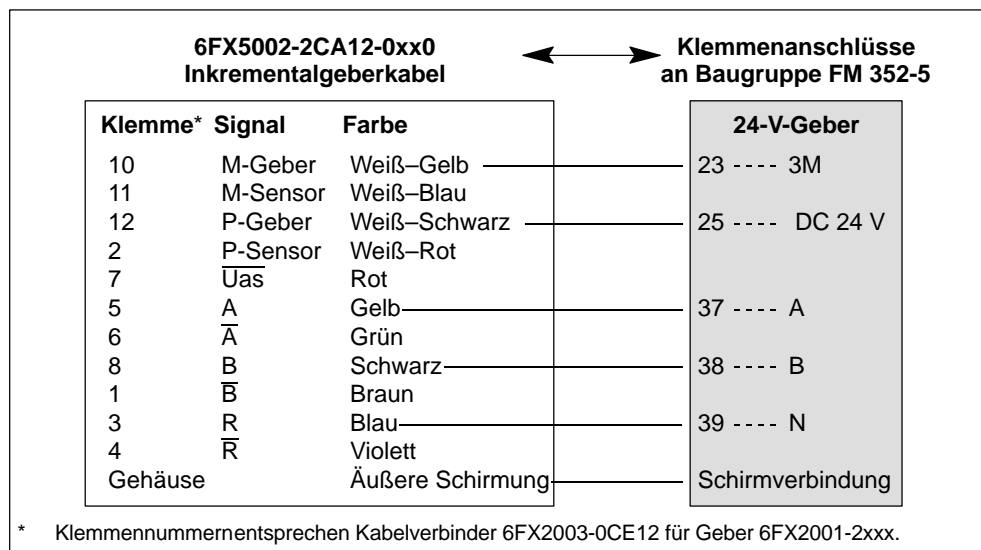 6FX5002-2CA12-0xx0 Klemmenanschlüsse
Inkrementalgeberkabel an Baugruppe FM 352-5
Klemme* Signal Farbe 24-V-Geber
10 M-Geber Weiß–Gelb 23 ---- 3M
11 M-Sensor Weiß–Blau
12 P-Geber Weiß–Schwarz 25 ---- DC 24 V
2 P-Sensor Weiß–Rot
7 U̅a̅s̅ Rot
5 A Gelb 37 ---- A
6 A̅ Grün
8 B Schwarz 38 ---- B
1 B̅ Braun
3 R Blau 39 ---- N
4 R̅ Violett
Gehäuse Äußere Schirmung Schirmverbindung
* Klemmennummernentsprechen Kabelverbinder 6FX2003-0CE12 für Geber 6FX2001-2xxx.